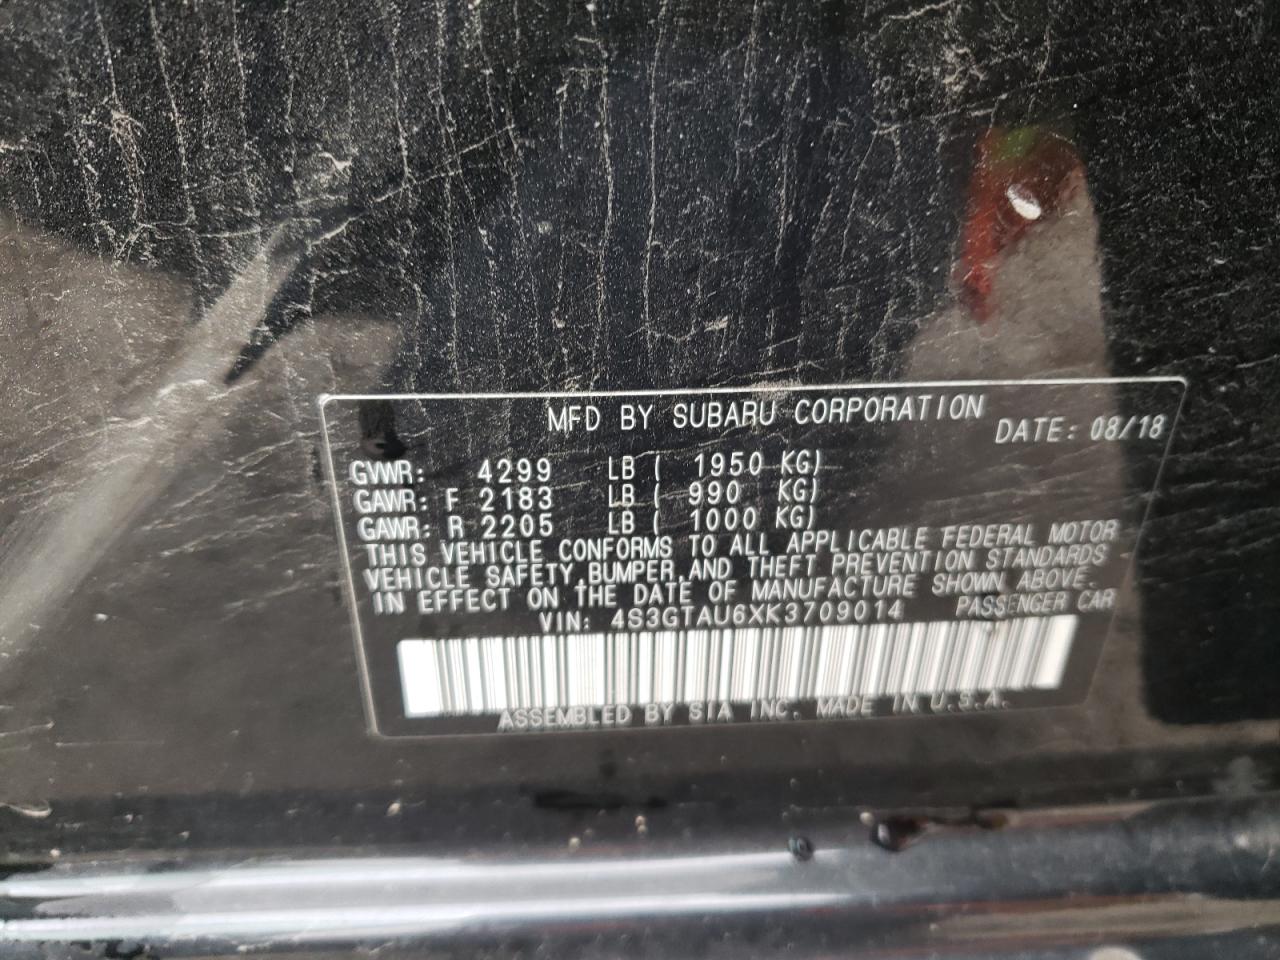 MFD BY SUBARU CORPORATION
DATE: 08/18
GVWR: 4299 LB ( 1950 KG)
GAWR: F 2183 LB ( 990 KG)
GAWR: R 2205 LB ( 1000 KG)
THIS VEHICLE CONFORMS TO ALL APPLICABLE FEDERAL MOTOR
VEHICLE SAFETY,BUMPER,AND THEFT PREVENTION STANDARDS
IN EFFECT ON THE DATE OF MANUFACTURE SHOWN ABOVE.
VIN: 4S3GTAU6XK3709014 PASSENGER CAR
ASSEMBLED BY SIA INC. MADE IN U.S.A.